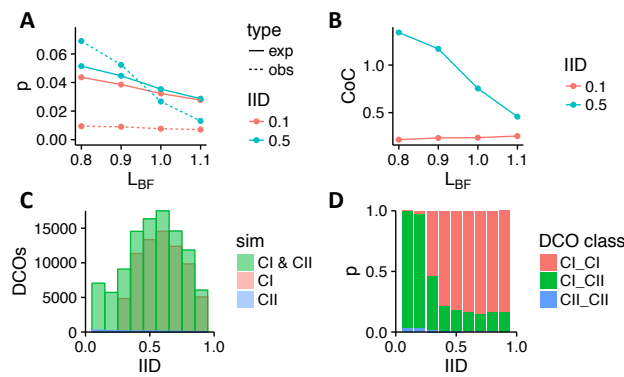 A
0.06
0.04
0.02
0.00
p
0.8 0.9 1.0 1.1
L_BF
type
exp
obs
IID
0.1
0.5
B
1.0
0.5
CoC
0.8 0.9 1.0 1.1
L_BF
IID
0.1
0.5
C
15000
10000
5000
0
DCOs
0.0 0.5 1.0
IID
sim
CI & CII
CI
CII
D
1.0
0.5
0.0
p
0.0 0.5 1.0
IID
DCO class
CI_CI
CI_CII
CII_CII